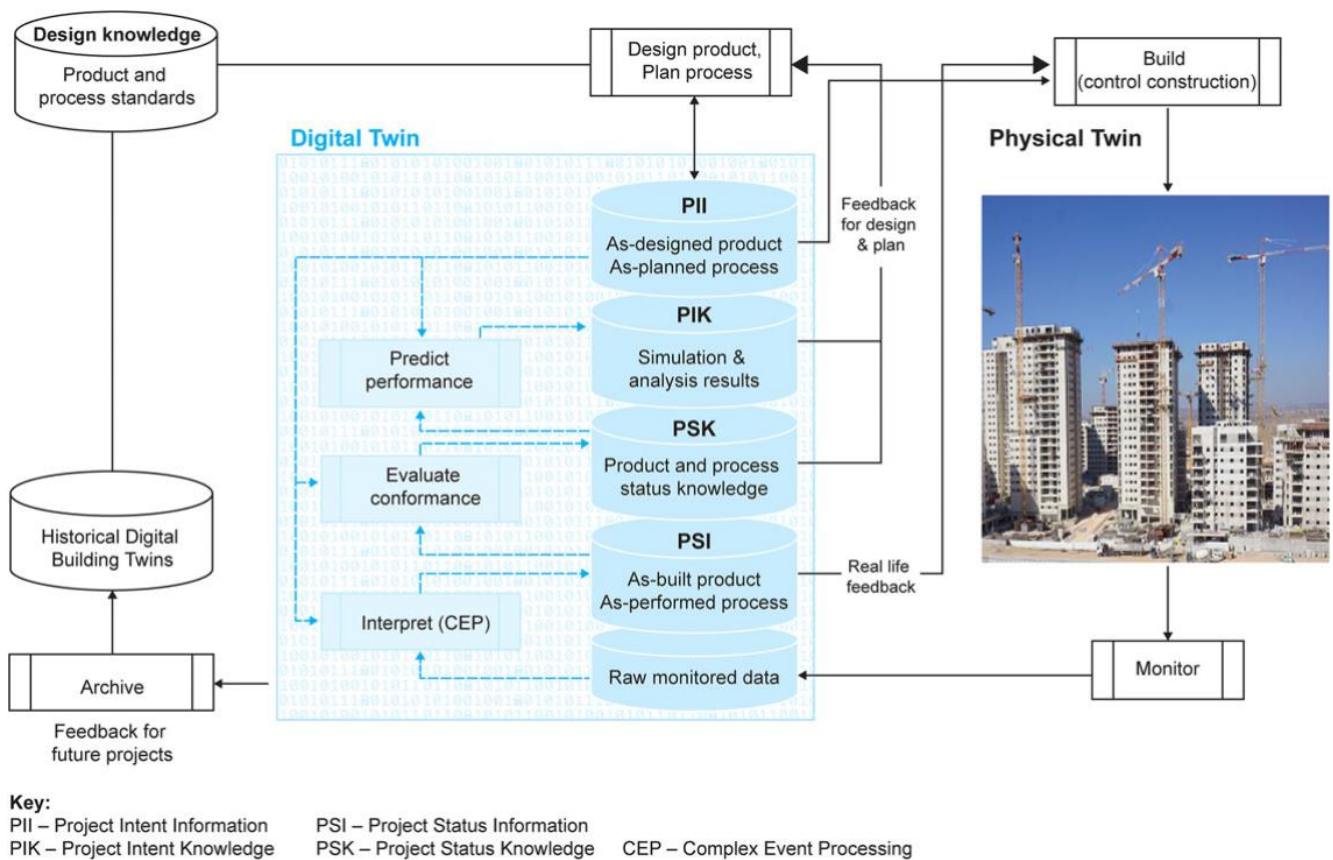 Design knowledge
Product and
process standards
Design product,
Plan process
Build
(control construction)
Digital Twin
Physical Twin
PII
As-designed product
As-planned process
Feedback
for design
& plan
PIK
Simulation &
analysis results
Predict
performance
PSK
Product and process
status knowledge
Evaluate
conformance
Historical Digital
Building Twins
PSI
As-built product
As-performed process
Real life
feedback
Interpret (CEP)
Raw monitored data
Monitor
Archive
Feedback for
future projects
Key:
PII – Project Intent Information PSI – Project Status Information
PIK – Project Intent Knowledge PSK – Project Status Knowledge CEP – Complex Event Processing